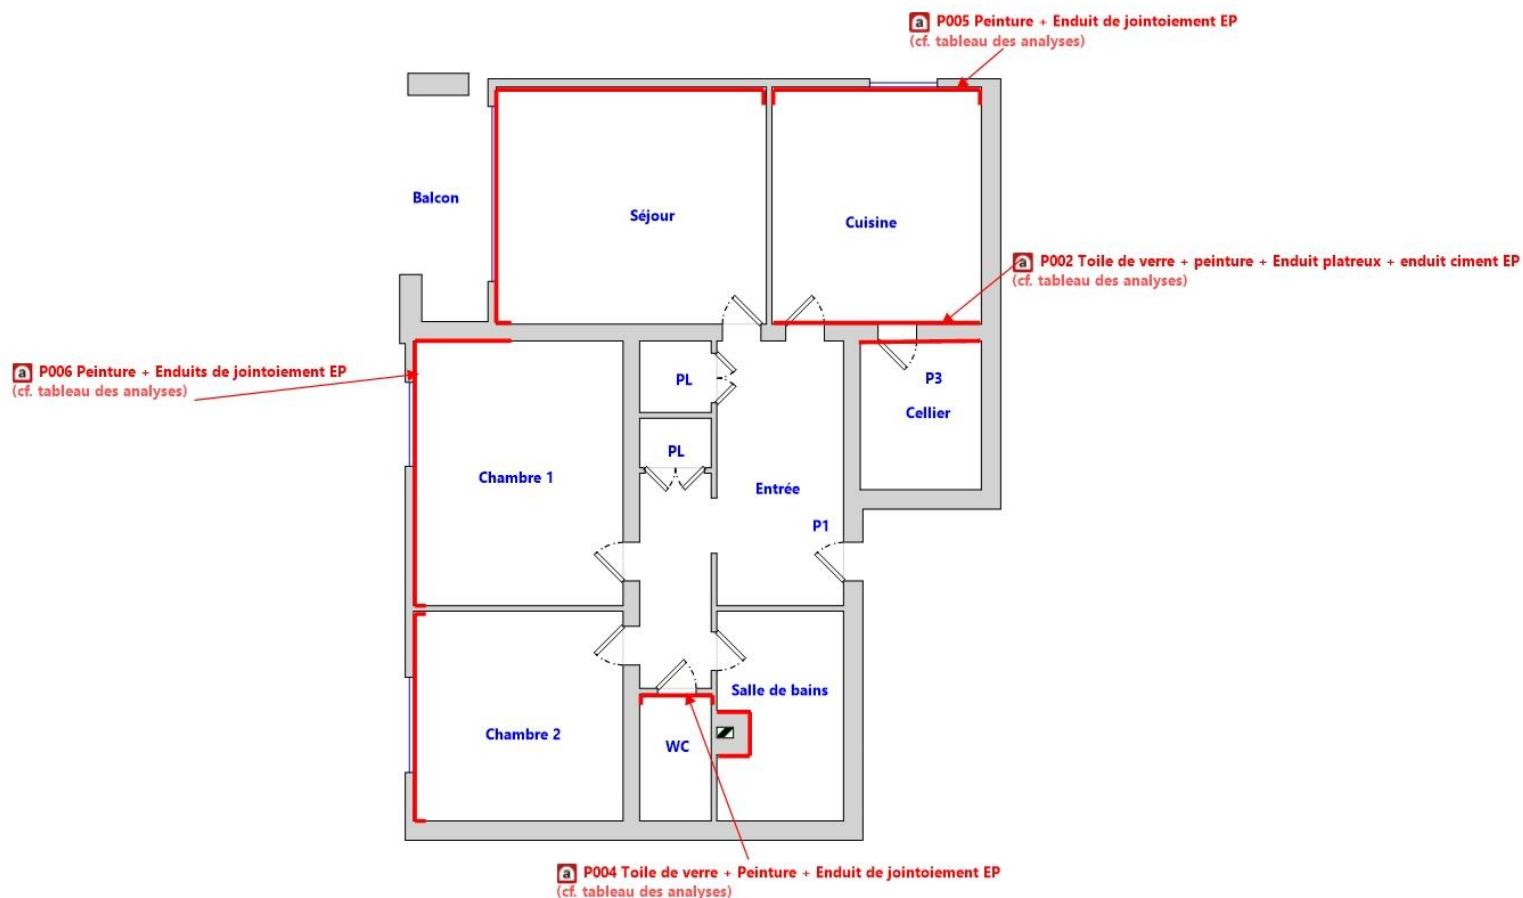 a P005 Peinture + Enduit de jointoiement EP
(cf. tableau des analyses)
Balcon
Séjour
Cuisine
a P002 Toile de verre + peinture + Enduit platreux + enduit ciment EP
(cf. tableau des analyses)
a P006 Peinture + Enduits de jointoiement EP
(cf. tableau des analyses)
PL
P3
Cellier
PL
Chambre 1
Entrée
P1
Salle de bains
Chambre 2
WC
a P004 Toile de verre + Peinture + Enduit de jointoiement EP
(cf. tableau des analyses)